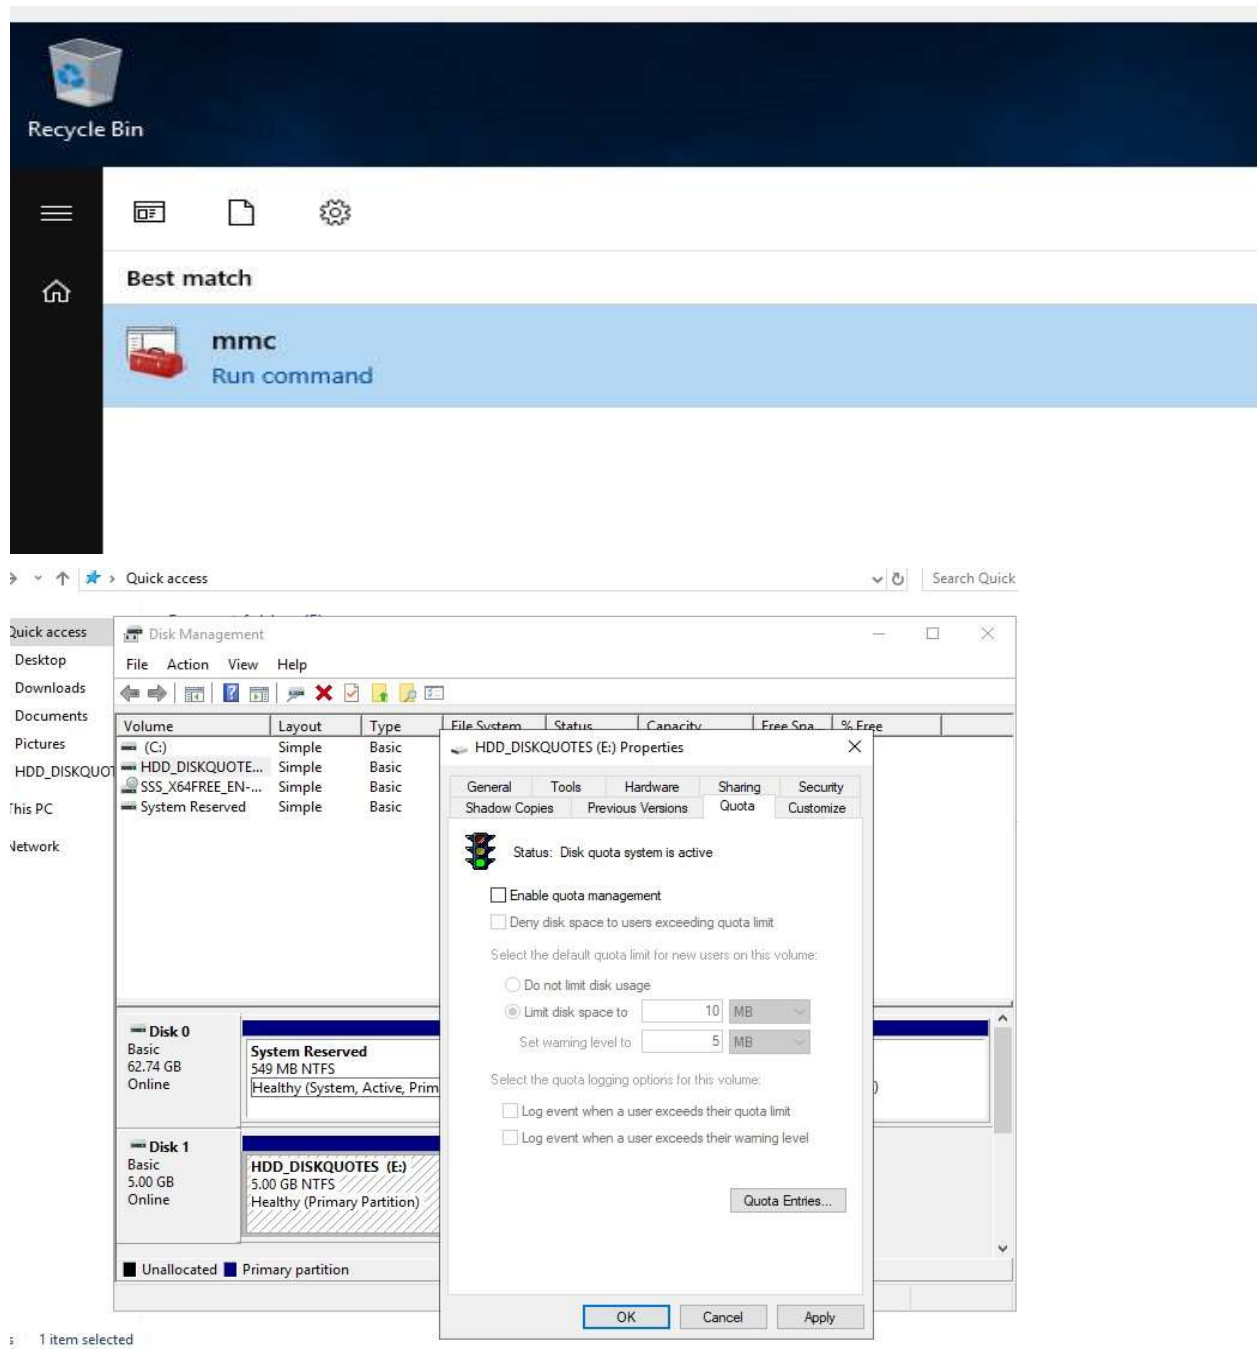 Recycle Bin
Best match
mmc
Run command
Quick access
Search Quick
Quick access
Desktop
Downloads
Documents
Pictures
HDD_DISKQUO
This PC
Network
Disk Management
File Action View Help
Volume Layout Type File System Status Capacity Free Spa... % Free
(C:) Simple Basic
HDD_DISKQUOTE... Simple Basic
SSS_X64FREE_EN-... Simple Basic
System Reserved Simple Basic
Disk 0
Basic
62.74 GB
Online
System Reserved
549 MB NTFS
Healthy (System, Active, Prim
Disk 1
Basic
5.00 GB
Online
HDD_DISKQUOTES (E:)
5.00 GB NTFS
Healthy (Primary Partition)
Unallocated Primary partition
HDD_DISKQUOTES (E:) Properties
General Tools Hardware Sharing Security
Shadow Copies Previous Versions Quota Customize
Status: Disk quota system is active
Enable quota management
Deny disk space to users exceeding quota limit
Select the default quota limit for new users on this volume:
Do not limit disk usage
Limit disk space to 10 MB
Set warning level to 5 MB
Select the quota logging options for this volume:
Log event when a user exceeds their quota limit
Log event when a user exceeds their warning level
Quota Entries...
OK Cancel Apply
1 item selected